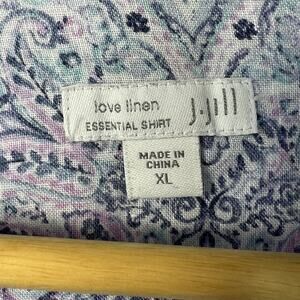 love linen J.Jill
ESSENTIAL SHIRT
MADE IN
CHINA
XL